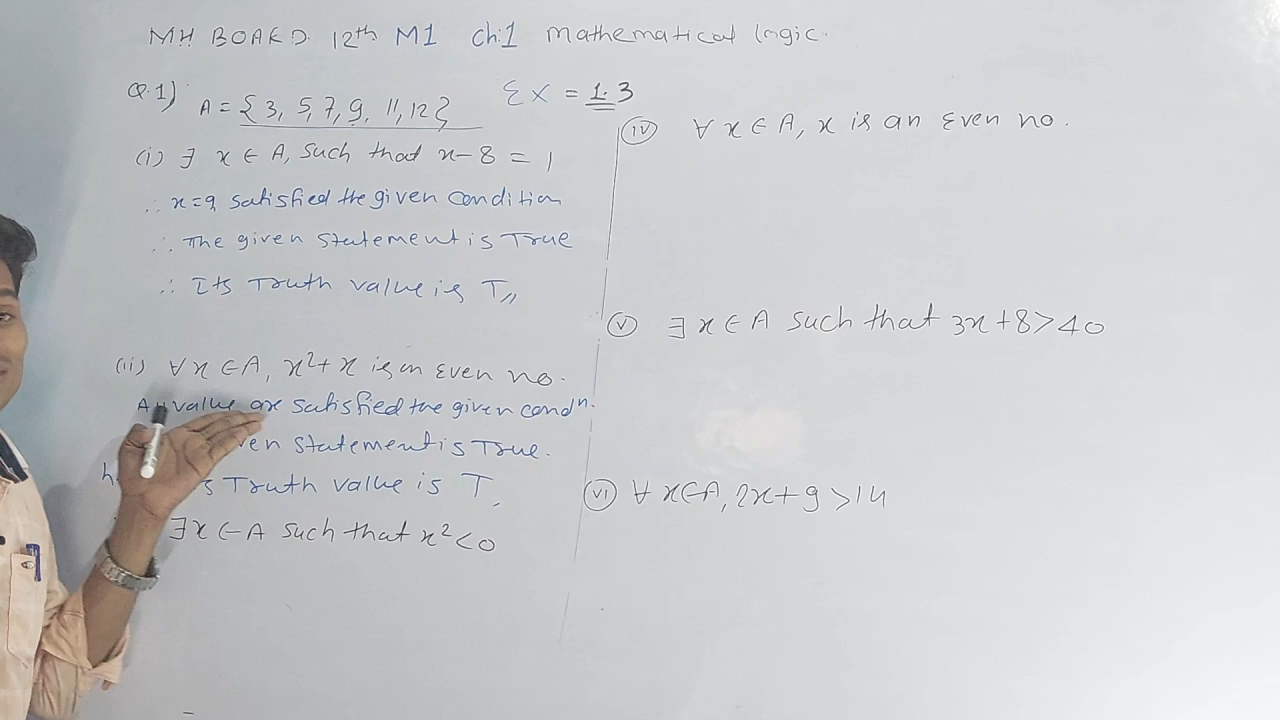 MH BOARD 12th M1 ch:1 Mathematical logic.
Q.1) A = {3, 5, 7, 9, 11, 12} Ex = 1.3
(i) ∃ x ∈ A, such that x - 8 = 1
∴ x = 9 satisfied the given condition
∴ The given statement is True
∴ Its Truth value is T
(ii) ∀ x ∈ A, x² + x is an Even no.
All value are satisfied the given condⁿ.
ven statement is True.
s Truth value is T
∃ x ∈ A such that x² < 0
(iv) ∀ x ∈ A, x is an Even no.
(v) ∃ x ∈ A such that 3x + 8 > 40
(vi) ∀ x ∈ A, 2x + 9 > 14